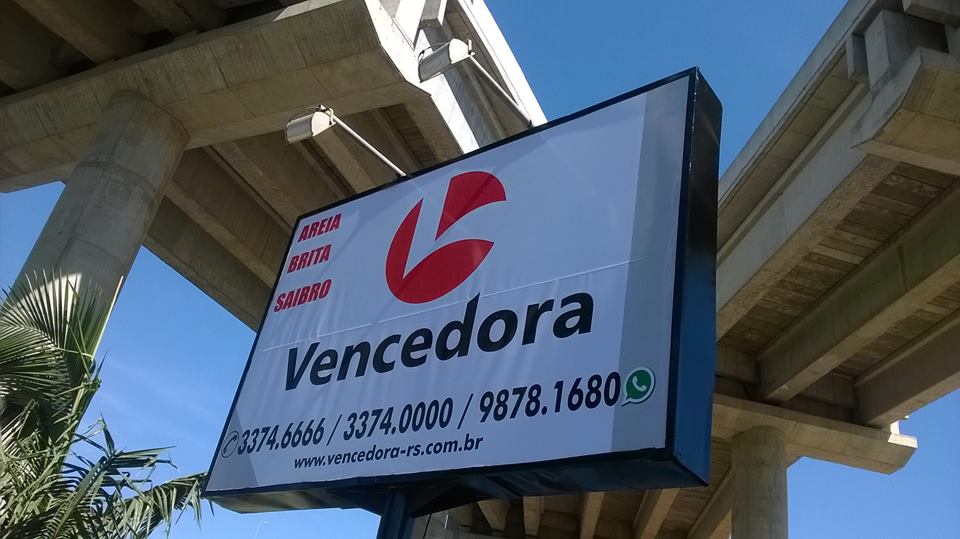 AREIA
BRITA
SAIBRO
Vencedora
3374.6666 / 3374.0000 / 9878.1680
www.vencedora-rs.com.br